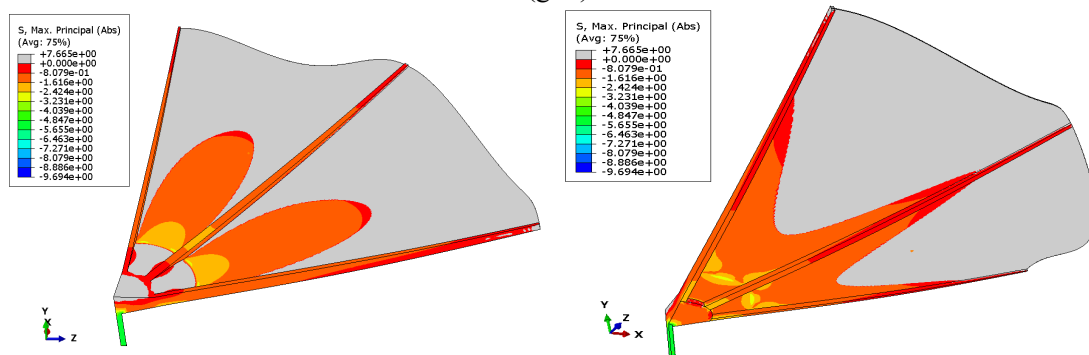 S, Max. Principal (Abs)
(Avg: 75%)
+7.665e+00
+0.000e+00
-8.079e-01
-1.616e+00
-2.424e+00
-3.231e+00
-4.039e+00
-4.847e+00
-5.655e+00
-6.463e+00
-7.271e+00
-8.079e+00
-8.886e+00
-9.694e+00
Y
X
Z
S, Max. Principal (Abs)
(Avg: 75%)
+7.665e+00
+0.000e+00
-8.079e-01
-1.616e+00
-2.424e+00
-3.231e+00
-4.039e+00
-4.847e+00
-5.655e+00
-6.463e+00
-7.271e+00
-8.079e+00
-8.886e+00
-9.694e+00
Y
Z
X